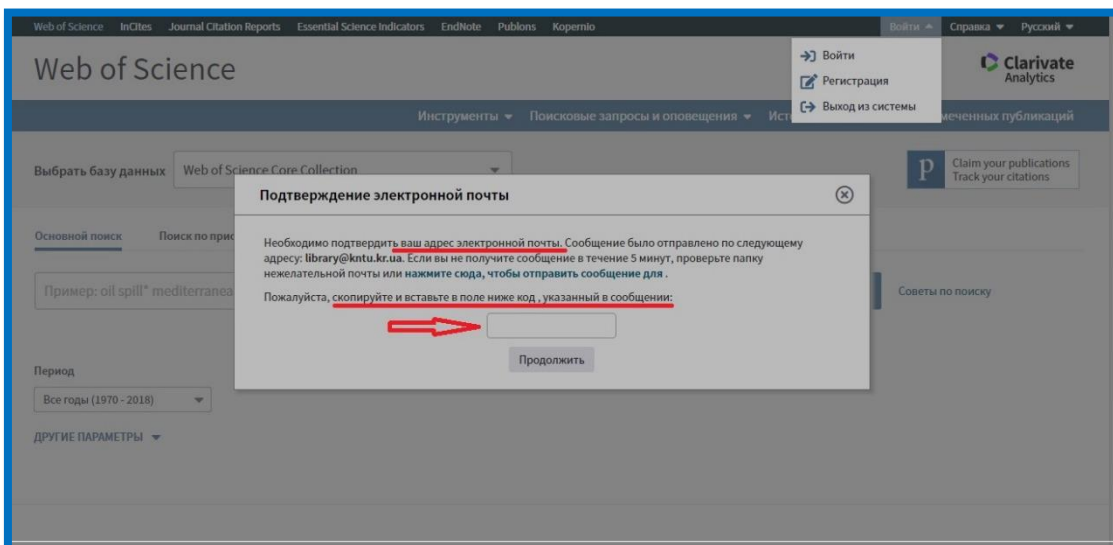 Web of Science InCites Journal Citation Reports Essential Science Indicators EndNote Publons Kopernio Войти Справка Русский
Web of Science
Войти
Регистрация
Выход из системы
Clarivate
Analytics
Инструменты Поисковые запросы и оповещения
меченных публикаций
Выбрать базу данных Web of Science Core Collection
p Claim your publications
Track your citations
Подтверждение электронной почты
Основной поиск
Необходимо подтвердить ваш адрес электронной почты. Сообщение было отправлено по следующему
адресу: library@kntu.kr.ua. Если вы не получите сообщение в течение 5 минут, проверьте папку
нежелательной почты или нажмите сюда, чтобы отправить сообщение для .
Пример: oil spill* mediterranea
Советы по поиску
Пожалуйста, скопируйте и вставьте в поле ниже код , указанный в сообщении:
Продолжить
Период
Все годы (1970 - 2018)
ДРУГИЕ ПАРАМЕТРЫ